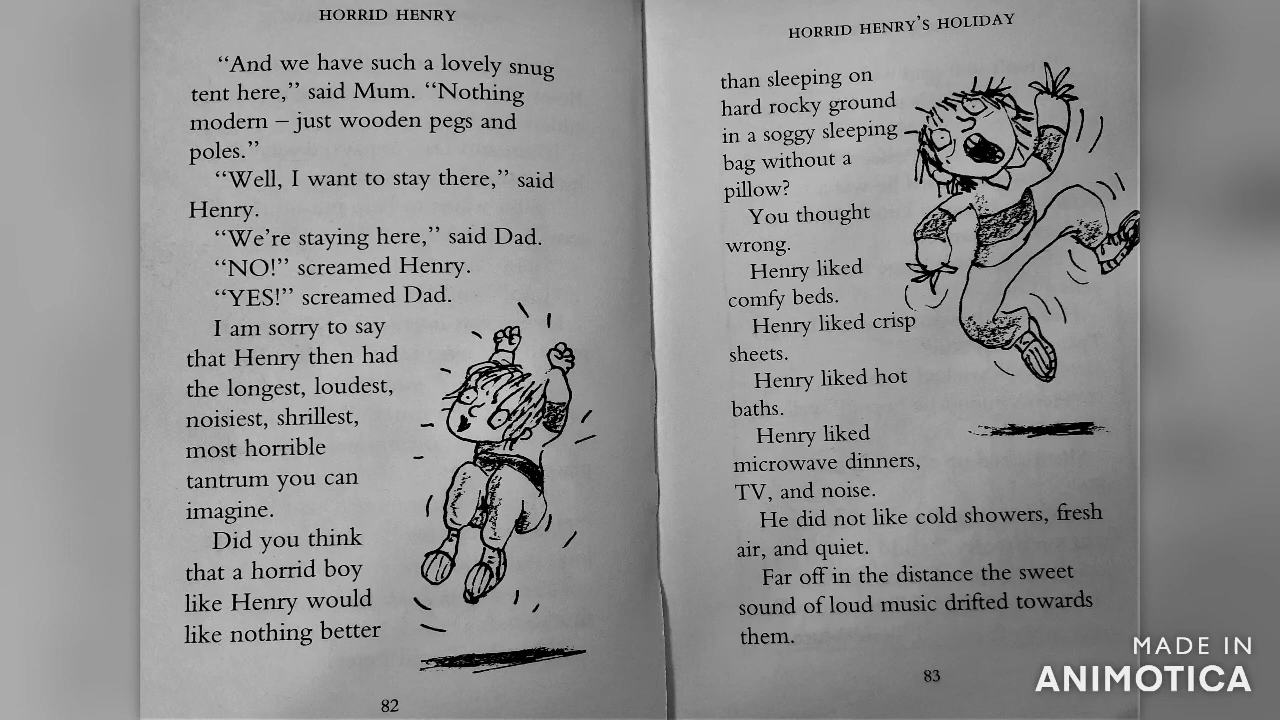 HORRID HENRY
“And we have such a lovely snug
tent here,” said Mum. “Nothing
modern – just wooden pegs and
poles.”
“Well, I want to stay there,” said
Henry.
“We’re staying here,” said Dad.
“NO!” screamed Henry.
“YES!” screamed Dad.
I am sorry to say
that Henry then had
the longest, loudest,
noisiest, shrillest,
most horrible
tantrum you can
imagine.
Did you think
that a horrid boy
like Henry would
like nothing better
82
HORRID HENRY’S HOLIDAY
than sleeping on
hard rocky ground
in a soggy sleeping
bag without a
pillow?
You thought
wrong.
Henry liked
comfy beds.
Henry liked crisp
sheets.
Henry liked hot
baths.
Henry liked
microwave dinners,
TV, and noise.
He did not like cold showers, fresh
air, and quiet.
Far off in the distance the sweet
sound of loud music drifted towards
them.
83
MADE IN
ANIMOTICA